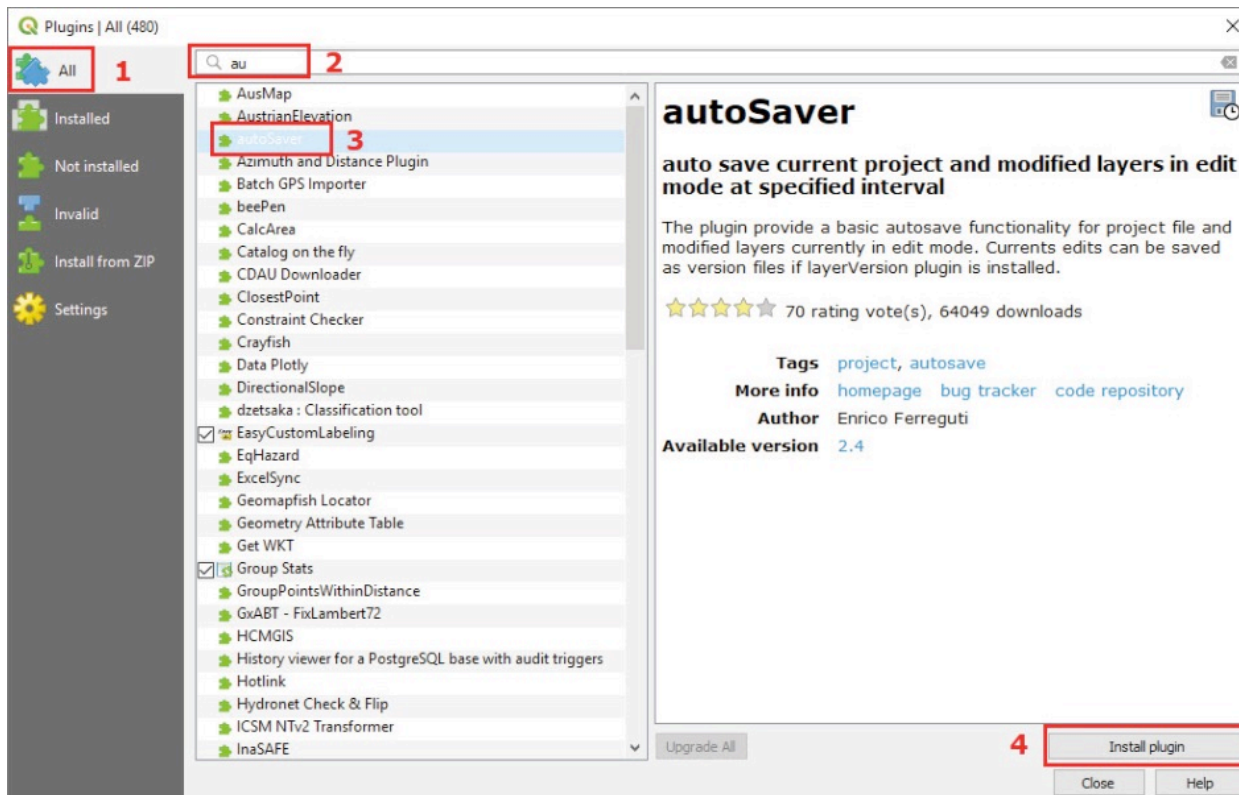 Plugins | All (480)
All
1
au
2
Installed
Not installed
Invalid
Install from ZIP
Settings
AusMap
AustrianElevation
autoSaver
3
Azimuth and Distance Plugin
Batch GPS Importer
beePen
CalcArea
Catalog on the fly
CDAU Downloader
ClosestPoint
Constraint Checker
Crayfish
Data Plotly
DirectionalSlope
dzetsaka : Classification tool
EasyCustomLabeling
EqHazard
ExcelSync
Geomapfish Locator
Geometry Attribute Table
Get WKT
Group Stats
GroupPointsWithinDistance
GxABT - FixLambert72
HCMGIS
History viewer for a PostgreSQL base with audit triggers
Hotlink
Hydronet Check & Flip
ICSM NTv2 Transformer
InaSAFE
autoSaver
auto save current project and modified layers in edit
mode at specified interval
The plugin provide a basic autosave functionality for project file and
modified layers currently in edit mode. Currents edits can be saved
as version files if layerVersion plugin is installed.
70 rating vote(s), 64049 downloads
Tags project, autosave
More info homepage bug tracker code repository
Author Enrico Ferreguti
Available version 2.4
Upgrade All
4
Install plugin
Close
Help